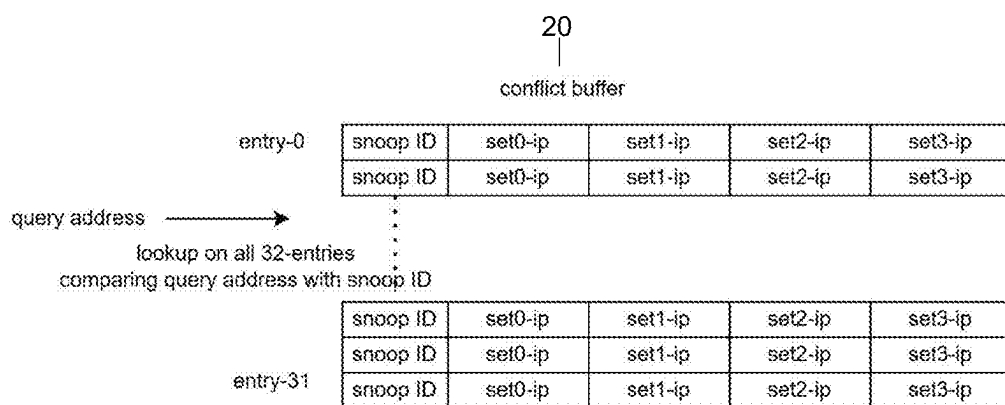 20
conflict buffer
entry-0 snoop ID set0-ip set1-ip set2-ip set3-ip
snoop ID set0-ip set1-ip set2-ip set3-ip
query address
lookup on all 32-entries
comparing query address with snoop ID
snoop ID set0-ip set1-ip set2-ip set3-ip
snoop ID set0-ip set1-ip set2-ip set3-ip
entry-31 snoop ID set0-ip set1-ip set2-ip set3-ip